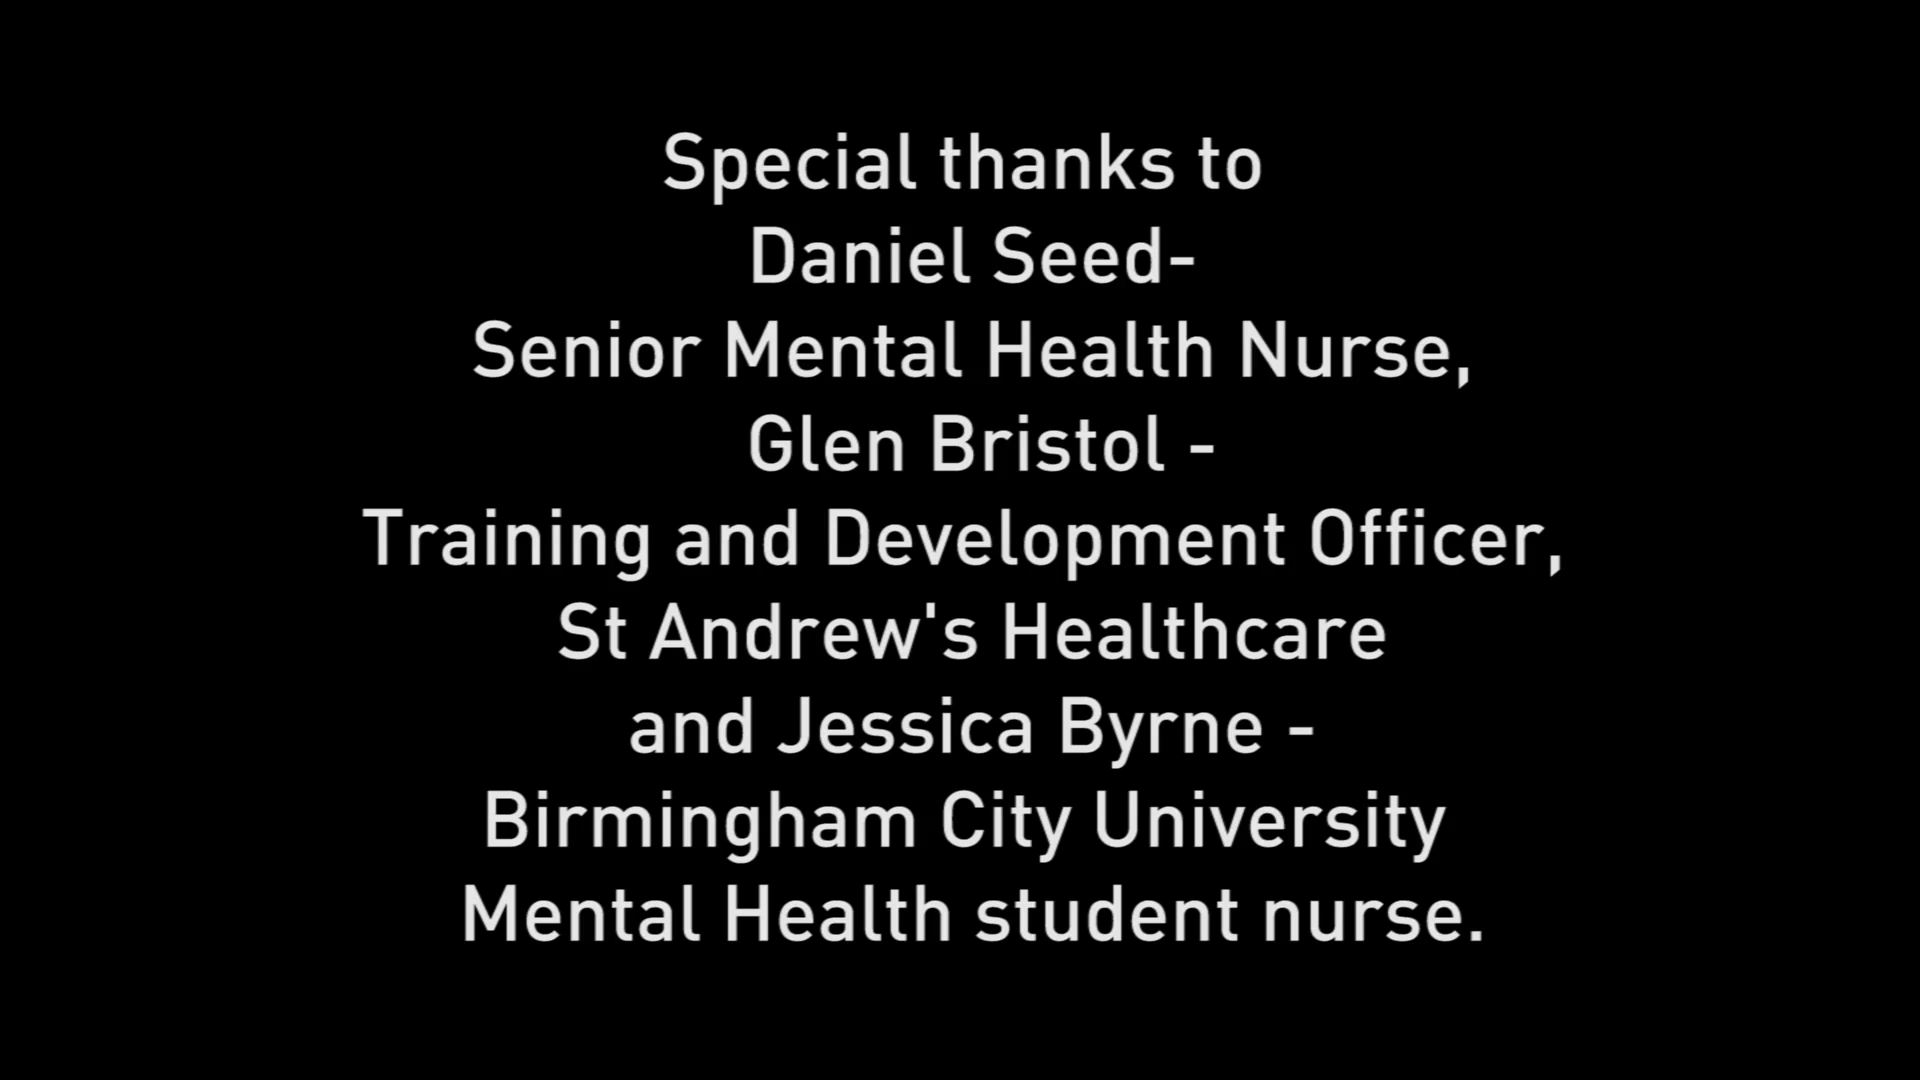 Special thanks to
Daniel Seed-
Senior Mental Health Nurse,
Glen Bristol -
Training and Development Officer,
St Andrew's Healthcare
and Jessica Byrne -
Birmingham City University
Mental Health student nurse.